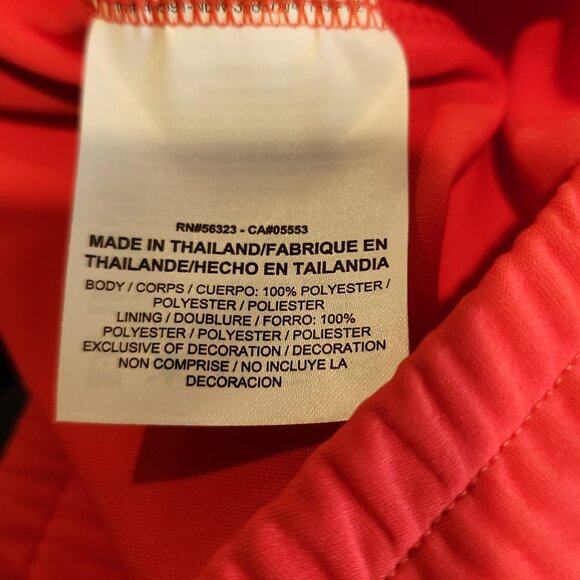 RN#56323 - CA#05553
MADE IN THAILAND/FABRIQUE EN
THAILANDE/HECHO EN TAILANDIA
BODY / CORPS / CUERPO: 100% POLYESTER /
POLYESTER / POLIESTER
LINING / DOUBLURE / FORRO: 100%
POLYESTER / POLYESTER / POLIESTER
EXCLUSIVE OF DECORATION / DECORATION
NON COMPRISE / NO INCLUYE LA
DECORACION